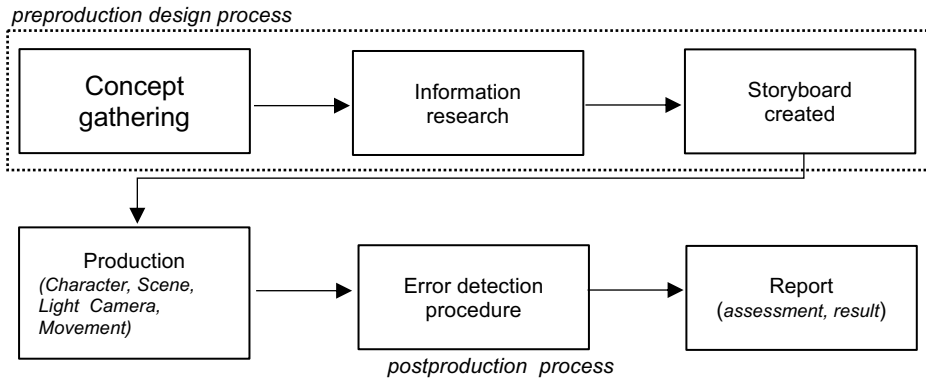 preproduction design process
Concept
gathering
Information
research
Storyboard
created
Production
(Character, Scene,
Light Camera,
Movement)
Error detection
procedure
Report
(assessment, result)
postproduction process